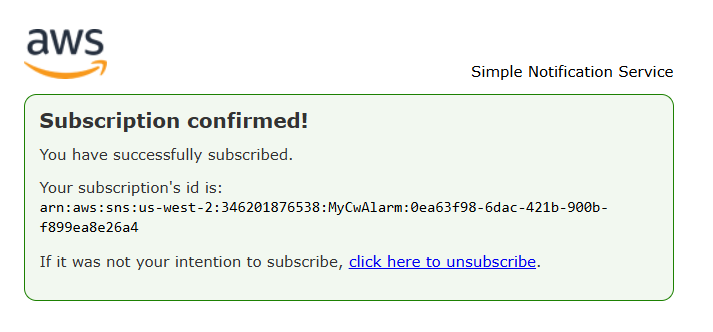 aws
Simple Notification Service
Subscription confirmed!
You have successfully subscribed.
Your subscription's id is:
arn:aws:sns:us-west-2:346201876538:MyCwAlarm:0ea63f98-6dac-421b-900b-
f899ea8e26a4
If it was not your intention to subscribe, click here to unsubscribe.